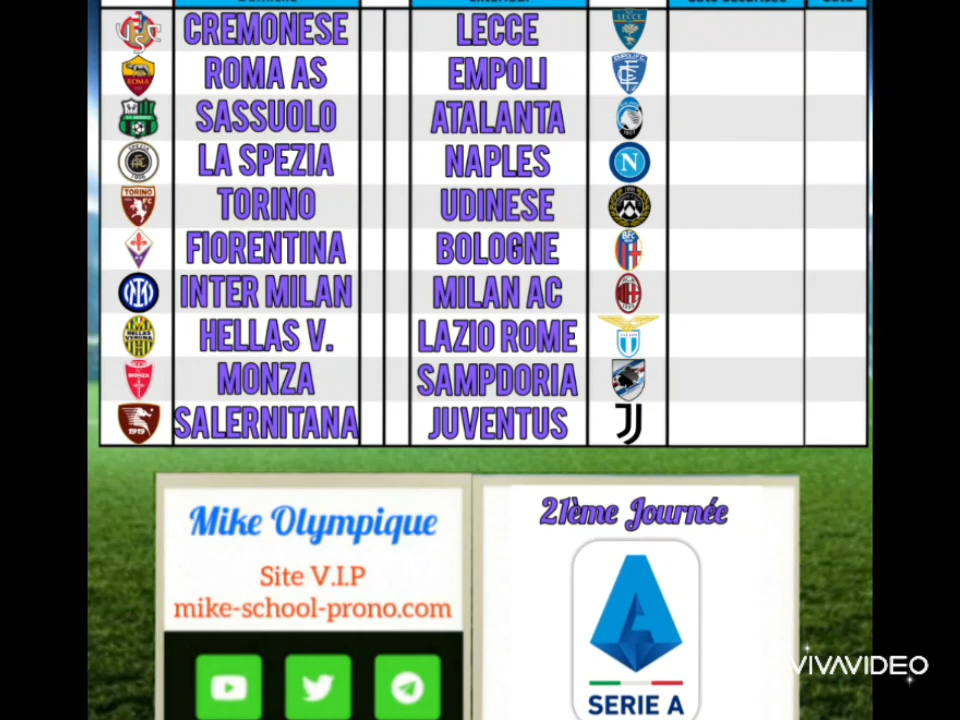 CREMONESE LECCE
ROMA AS EMPOLI
SASSUOLO ATALANTA
LA SPEZIA NAPLES
TORINO UDINESE
FIORENTINA BOLOGNE
INTER MILAN MILAN AC
HELLAS V. LAZIO ROME
MONZA SAMPDORIA
SALERNITANA JUVENTUS
Mike Olympique
Site V.I.P
mike-school-prono.com
21ème Journée
SERIE A
VIVAVIDEO